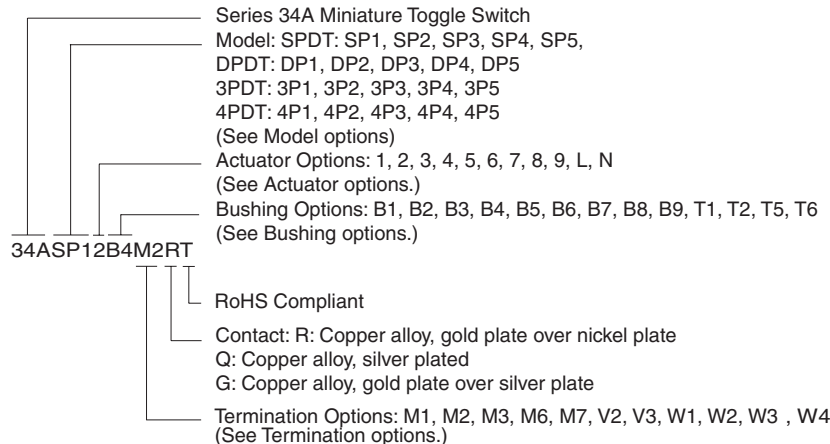 Series 34A Miniature Toggle Switch
Model: SPDT: SP1, SP2, SP3, SP4, SP5,
DPDT: DP1, DP2, DP3, DP4, DP5
3PDT: 3P1, 3P2, 3P3, 3P4, 3P5
4PDT: 4P1, 4P2, 4P3, 4P4, 4P5
(See Model options)
Actuator Options: 1, 2, 3, 4, 5, 6, 7, 8, 9, L, N
(See Actuator options.)
Bushing Options: B1, B2, B3, B4, B5, B6, B7, B8, B9, T1, T2, T5, T6
(See Bushing options.)
34ASP12B4M2RT
RoHS Compliant
Contact: R: Copper alloy, gold plate over nickel plate
Q: Copper alloy, silver plated
G: Copper alloy, gold plate over silver plate
Termination Options: M1, M2, M3, M6, M7, V2, V3, W1, W2, W3 , W4
(See Termination options.)